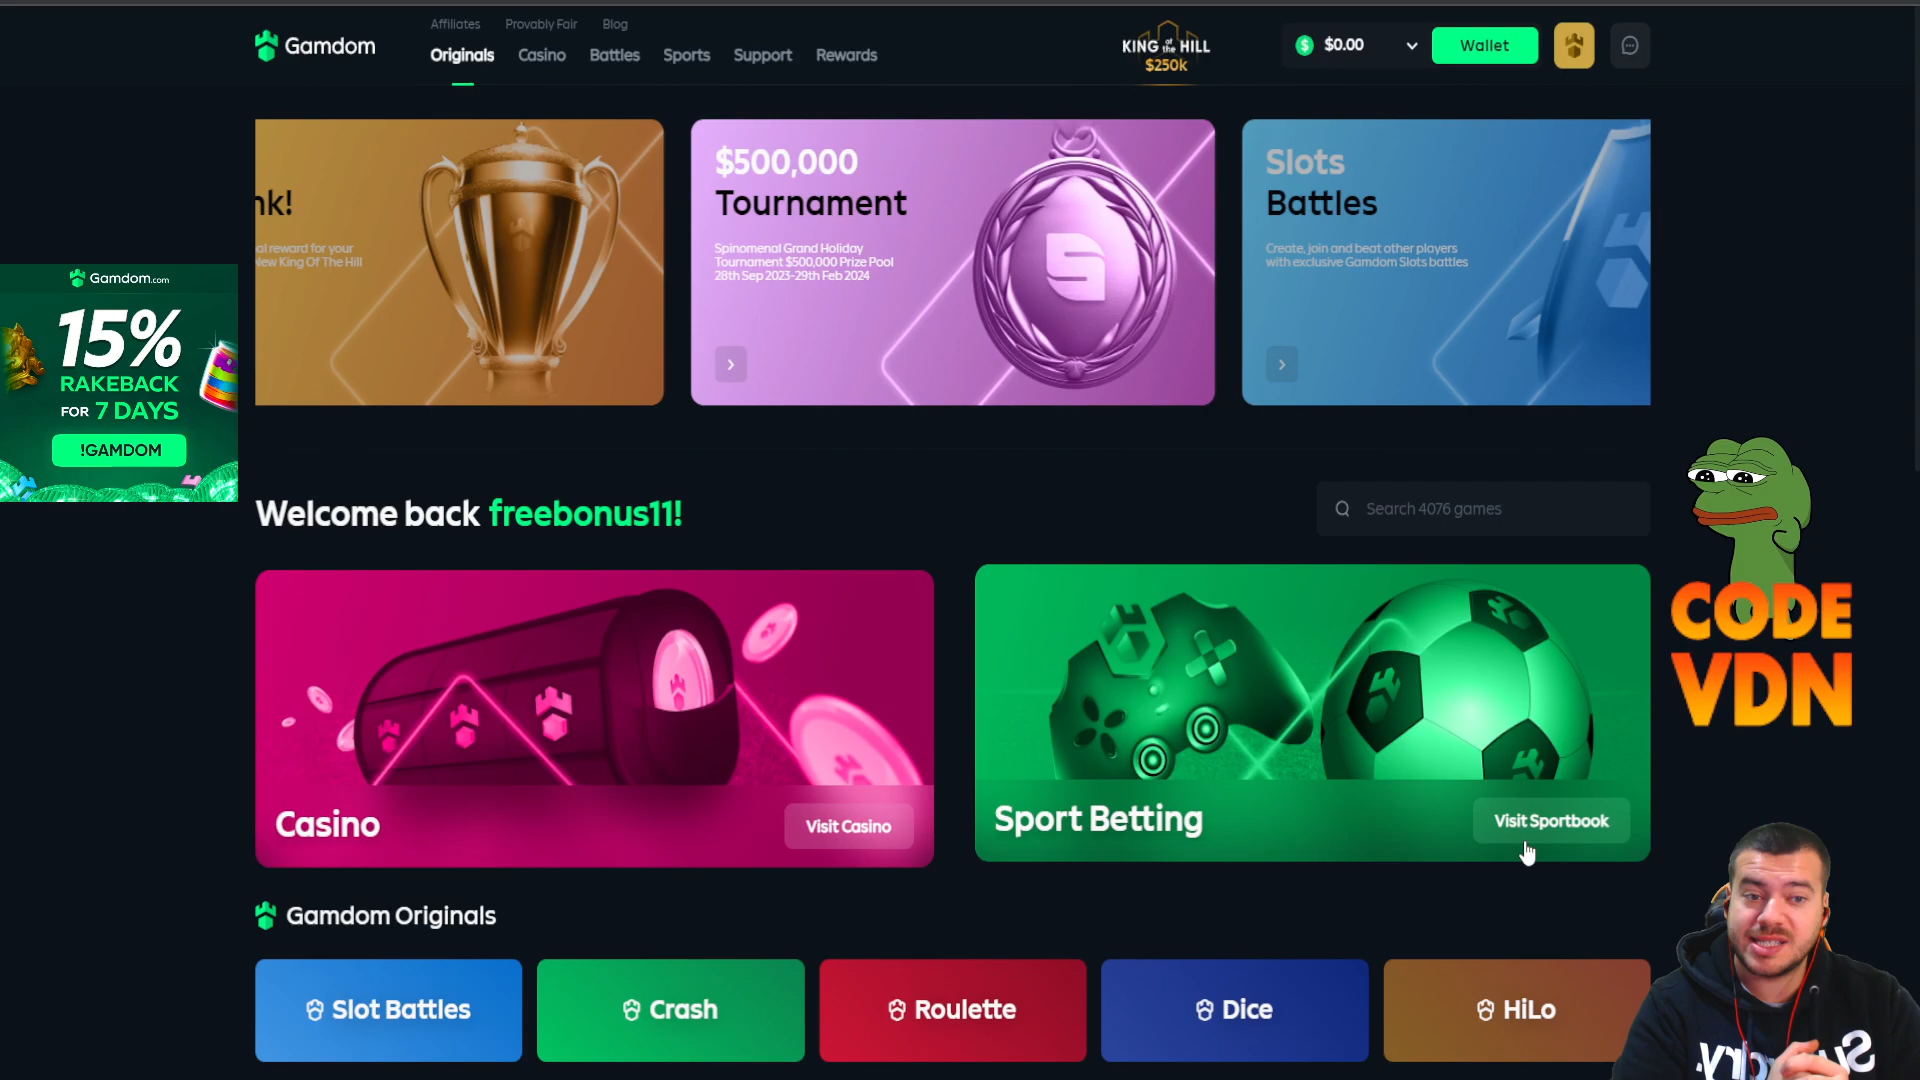 Affiliates Provably Fair Blog
Gamdom
Originals Casino Battles Sports Support Rewards
KING of the HILL
$250k
$0.00
Wallet
nk!
al reward for your
New King Of The Hill
$500,000
Tournament
Spinomenal Grand Holiday
Tournament $500,000 Prize Pool
28th Sep 2023-29th Feb 2024
Slots
Battles
Create, join and beat other players
with exclusive Gamdom Slots battles
Gamdom.com
15%
RAKEBACK
FOR 7 DAYS
!GAMDOM
Welcome back freebonus11!
Search 4076 games
CODE
VDN
Casino
Visit Casino
Sport Betting
Visit Sportbook
Gamdom Originals
Slot Battles
Crash
Roulette
Dice
HiLo